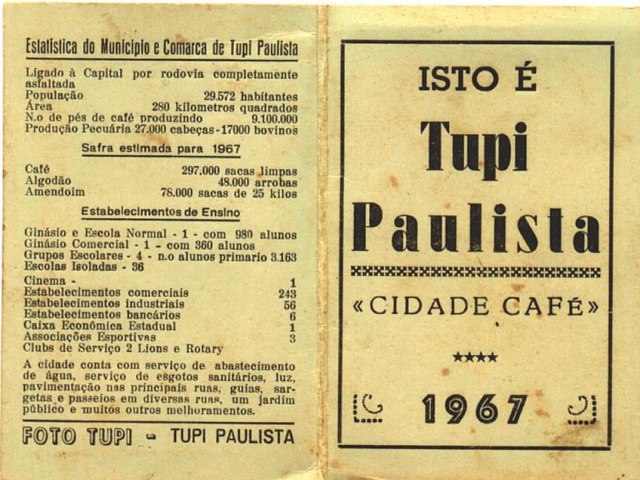 Estatística do Municipio e Comarca de Tupi Paulista
Ligado à Capital por rodovia completamente
asfaltada
População 29.572 habitantes
Área 280 kilometros quadrados
N.o de pés de café produzindo 9.100.000
Produção Pecuária 27.000 cabeças-17000 bovinos
Safra estimada para 1967
Café 297.000 sacas limpas
Algodão 48.000 arrobas
Amendoim 78.000 sacas de 25 kilos
Estabelecimentos de Ensino
Ginásio e Escola Normal - 1 - com 980 alunos
Ginásio Comercial - 1 - com 360 alunos
Grupos Escolares - 4 - n.o alunos primario 3.163
Escolas Isoladas - 36
Cinema - 1
Estabelecimentos comerciais 243
Estabelecimentos industriais 56
Estabelecimentos bancários 6
Caixa Econômica Estadual 1
Associações Esportivas 3
Clubs de Serviço 2 Lions e Rotary
A cidade conta com serviço de abastecimento
de água, serviço de esgotos sanitários, luz,
pavimentação nas principais ruas, guias, sar-
getas e passeios em diversas ruas, um jardim
público e muitos outros melhoramentos.
FOTO TUPI - TUPI PAULISTA
ISTO É
Tupi
Paulista
«CIDADE CAFÉ»
1967